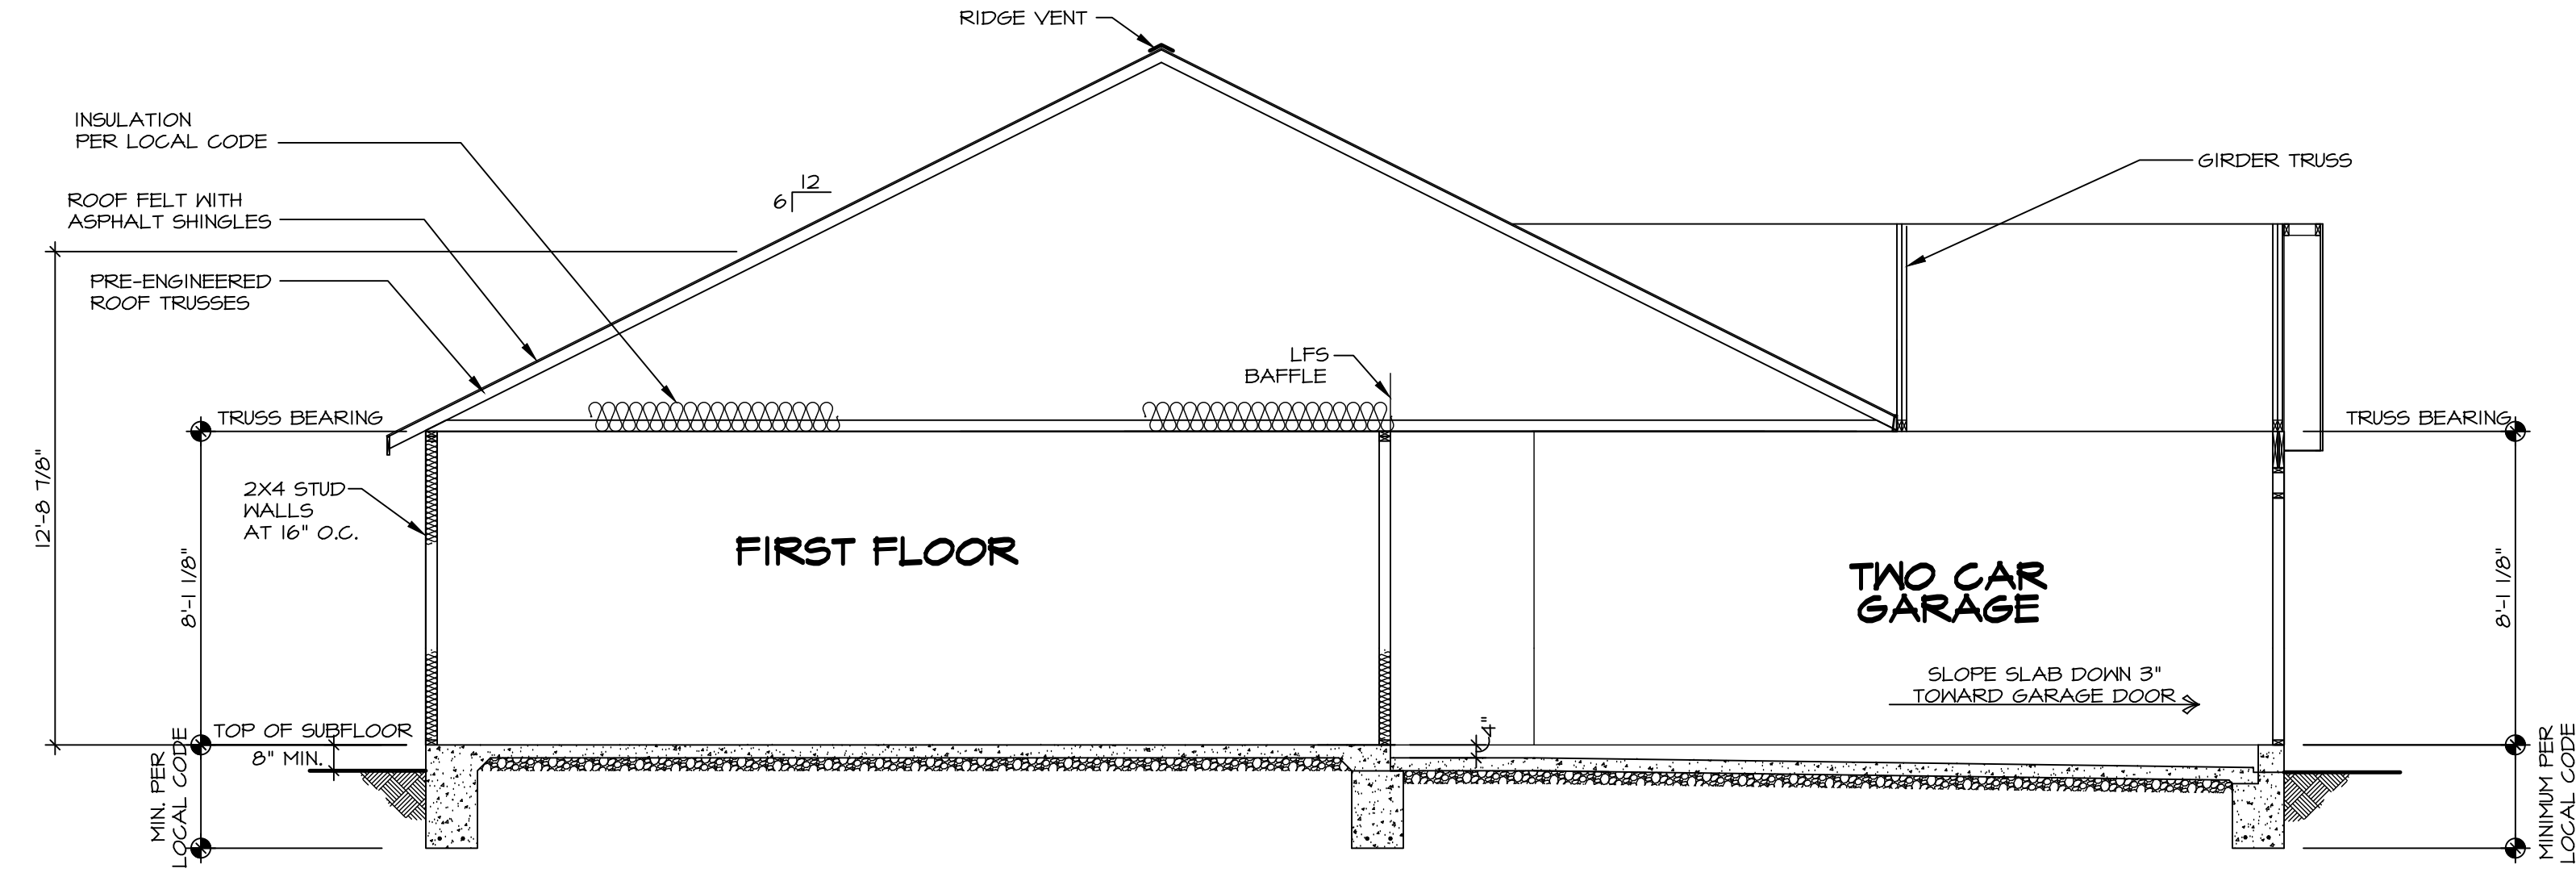 RIDGE VENT
INSULATION
PER LOCAL CODE
ROOF FELT WITH
ASPHALT SHINGLES
PRE-ENGINEERED
ROOF TRUSSES
12
6
GIRDER TRUSS
LFS
BAFFLE
TRUSS BEARING
TRUSS BEARING
12'-8 7/8"
2X4 STUD
WALLS
AT 16" O.C.
8'-1 1/8"
FIRST FLOOR
TWO CAR
GARAGE
8'-1 1/8"
SLOPE SLAB DOWN 3"
TOWARD GARAGE DOOR
4"
TOP OF SUBFLOOR
8" MIN.
MIN. PER
LOCAL CODE
MINIMUM PER
LOCAL CODE